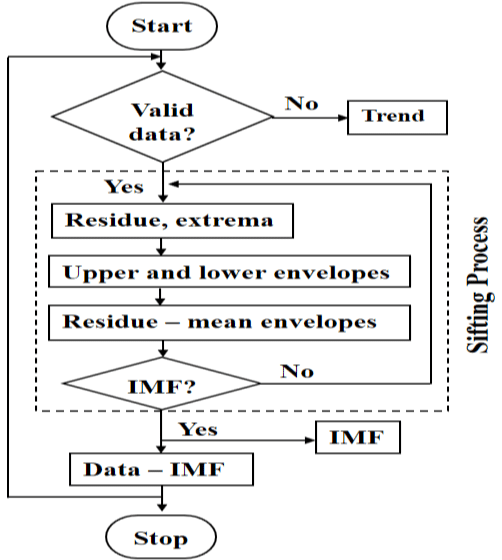 Start
Valid
data?
No
Trend
Yes
Residue, extrema
Upper and lower envelopes
Residue – mean envelopes
IMF?
No
Sifting Process
Yes
IMF
Data – IMF
Stop